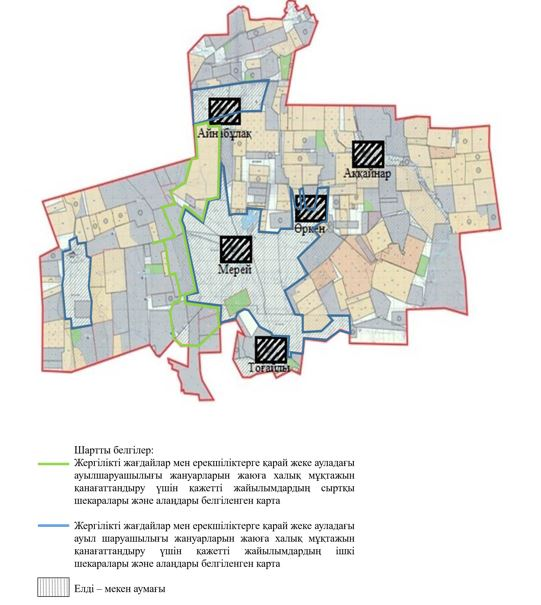 Айнабұлақ
Аққайнар
Өркен
Мерей
Тоғайлы
Шартты белгілер:
Жергілікті жағдайлар мен ерекшіліктерге қарай жеке ауладағы
ауылшаруашылығы жануарларын жаюға халық мұқтажын
қанағаттандыру үшін қажетті жайылымдардың сыртқы
шекаралары және алаңдары белгіленген карта
Жергілікті жағдайлар мен ерекшіліктерге қарай жеке ауладағы
ауыл шаруашылығы жануарларын жаюға халық мұқтажын
қанағаттандыру үшін қажетті жайылымдардың ішкі
шекаралары және алаңдары белгіленген карта
Елді – мекен аумағы